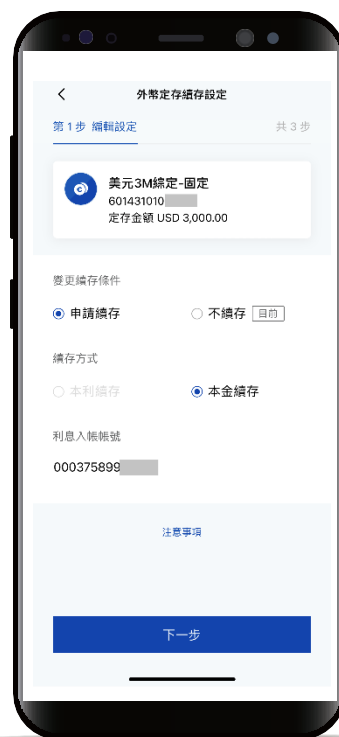 外幣定存續存設定
第 1 步 編輯設定
共 3 步
美元3M綜定-固定
601431010
定存金額 USD 3,000.00
變更續存條件
申請續存
不續存 目前
續存方式
本利續存
本金續存
利息入帳帳號
000375899
注意事項
下一步